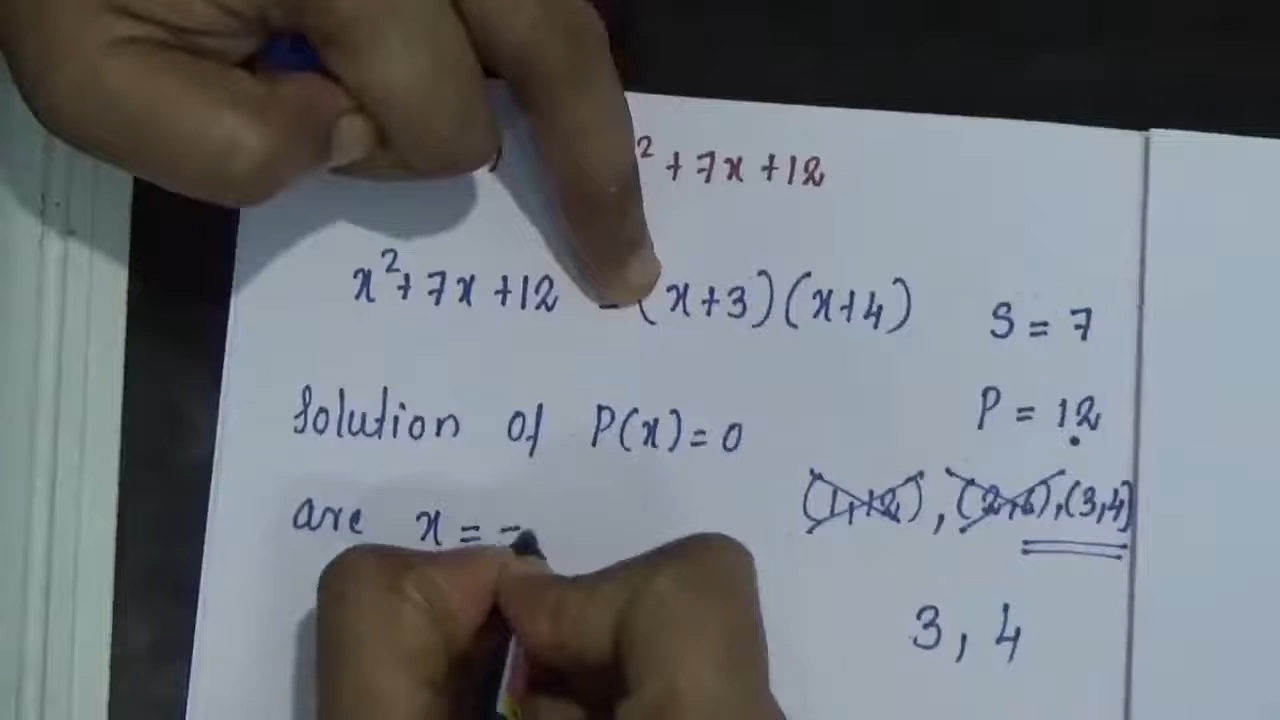 ² + 7x + 12
x² + 7x + 12 = (x+3)(x+4)
S = 7
Solution of P(x) = 0
P = 12
are x = -
(1,12), (2,6), (3,4)
3, 4